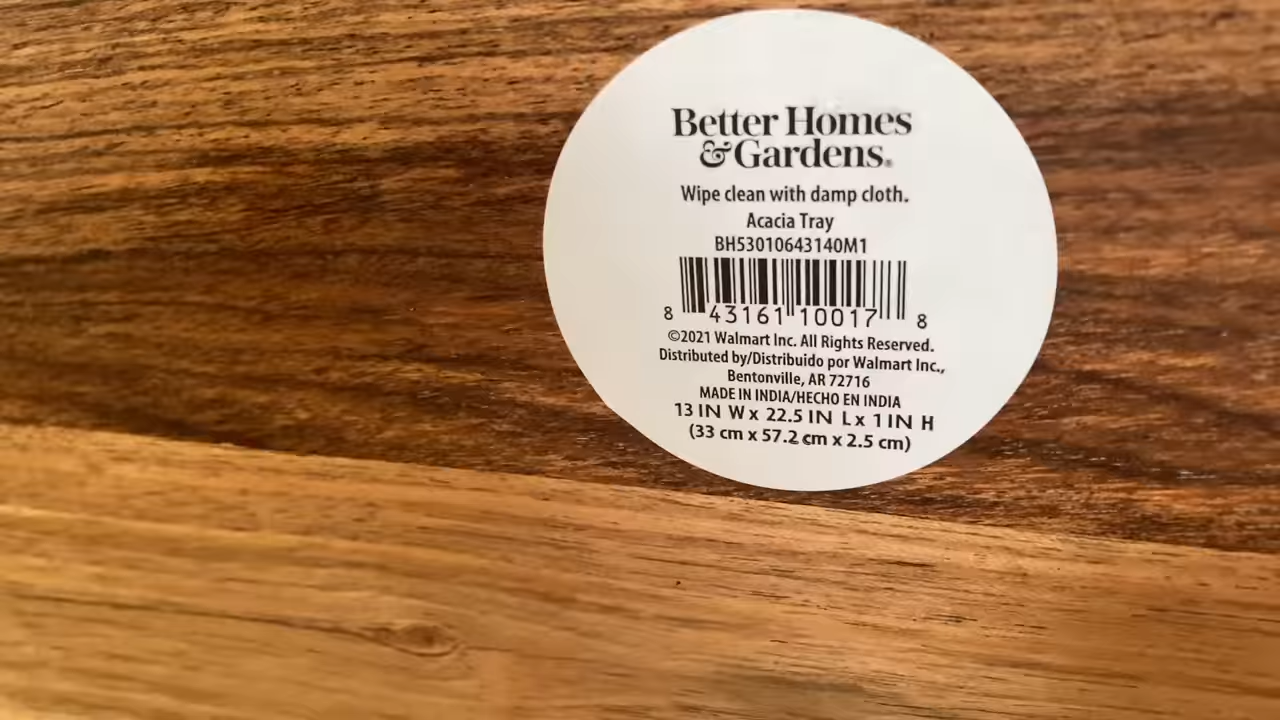 Better Homes
& Gardens®
Wipe clean with damp cloth.
Acacia Tray
BH53010643140M1
8 43161 10017 8
©2021 Walmart Inc. All Rights Reserved.
Distributed by/Distribuido por Walmart Inc.,
Bentonville, AR 72716
MADE IN INDIA/HECHO EN INDIA
13 IN W x 22.5 IN L x 1 IN H
(33 cm x 57.2 cm x 2.5 cm)